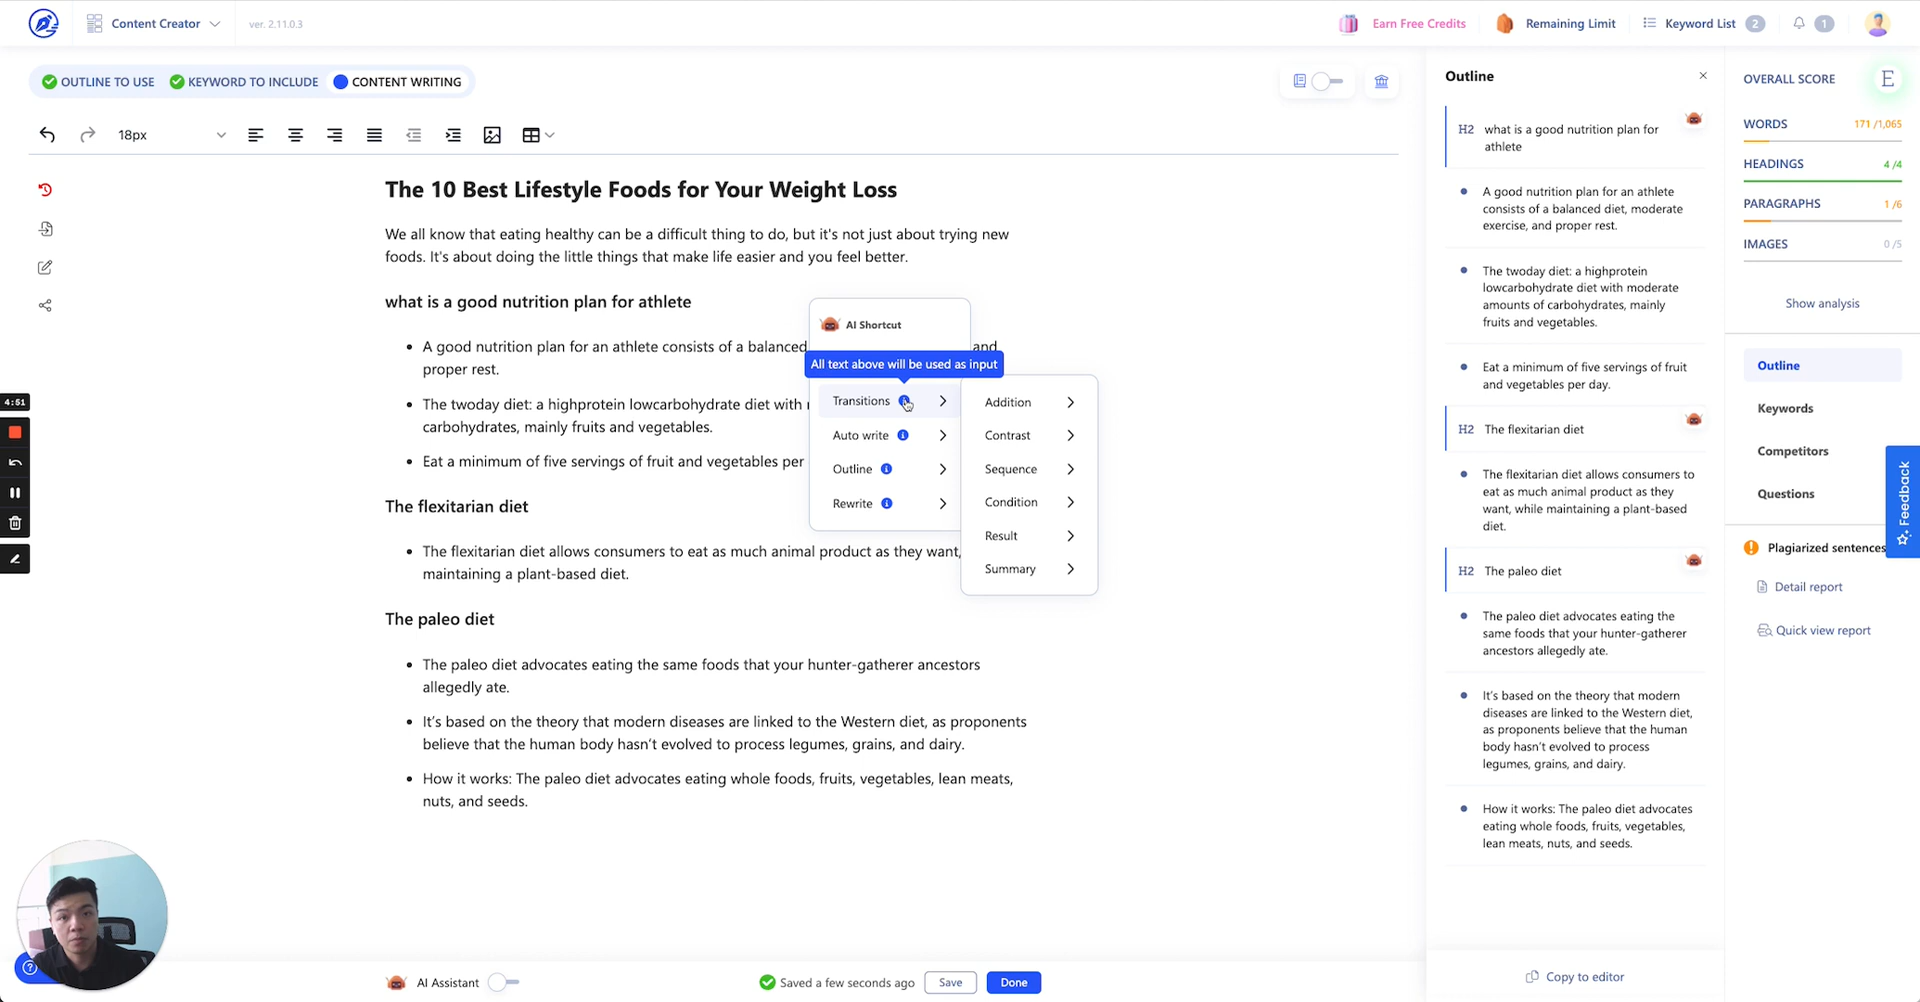 Content Creator
ver. 2.11.0.3
Earn Free Credits
Remaining Limit
Keyword List 2
1
OUTLINE TO USE
KEYWORD TO INCLUDE
CONTENT WRITING
18px
The 10 Best Lifestyle Foods for Your Weight Loss
We all know that eating healthy can be a difficult thing to do, but it's not just about trying new
foods. It's about doing the little things that make life easier and you feel better.
what is a good nutrition plan for athlete
A good nutrition plan for an athlete consists of a balanced and
proper rest.
The twoday diet: a highprotein lowcarbohydrate diet with
carbohydrates, mainly fruits and vegetables.
Eat a minimum of five servings of fruit and vegetables per
The flexitarian diet
The flexitarian diet allows consumers to eat as much animal product as they want,
maintaining a plant-based diet.
The paleo diet
The paleo diet advocates eating the same foods that your hunter-gatherer ancestors
allegedly ate.
It’s based on the theory that modern diseases are linked to the Western diet, as proponents
believe that the human body hasn’t evolved to process legumes, grains, and dairy.
How it works: The paleo diet advocates eating whole foods, fruits, vegetables, lean meats,
nuts, and seeds.
AI Shortcut
All text above will be used as input
Transitions
Auto write
Outline
Rewrite
Addition
Contrast
Sequence
Condition
Result
Summary
4:51
AI Assistant
Saved a few seconds ago
Save
Done
Outline
H2 what is a good nutrition plan for
athlete
A good nutrition plan for an athlete
consists of a balanced diet, moderate
exercise, and proper rest.
The twoday diet: a highprotein
lowcarbohydrate diet with moderate
amounts of carbohydrates, mainly
fruits and vegetables.
Eat a minimum of five servings of fruit
and vegetables per day.
H2 The flexitarian diet
The flexitarian diet allows consumers to
eat as much animal product as they
want, while maintaining a plant-based
diet.
H2 The paleo diet
The paleo diet advocates eating the
same foods that your hunter-gatherer
ancestors allegedly ate.
It’s based on the theory that modern
diseases are linked to the Western diet,
as proponents believe that the human
body hasn’t evolved to process
legumes, grains, and dairy.
How it works: The paleo diet advocates
eating whole foods, fruits, vegetables,
lean meats, nuts, and seeds.
Copy to editor
OVERALL SCORE E
WORDS 171 /1,065
HEADINGS 4 /4
PARAGRAPHS 1 /6
IMAGES 0 /5
Show analysis
Outline
Keywords
Competitors
Questions
Plagiarized sentences
Detail report
Quick view report
Feedback